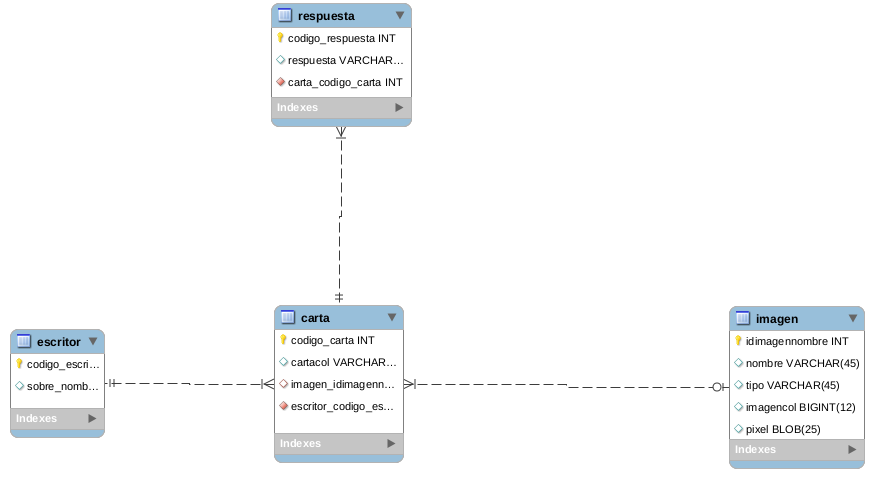 respuesta
codigo_respuesta INT
respuesta VARCHAR...
carta_codigo_carta INT
Indexes
escritor
codigo_escri...
sobre_nomb...
Indexes
carta
codigo_carta INT
cartacol VARCHAR...
imagen_idimagenn...
escritor_codigo_es...
Indexes
imagen
idimagennombre INT
nombre VARCHAR(45)
tipo VARCHAR(45)
imagencol BIGINT(12)
pixel BLOB(25)
Indexes